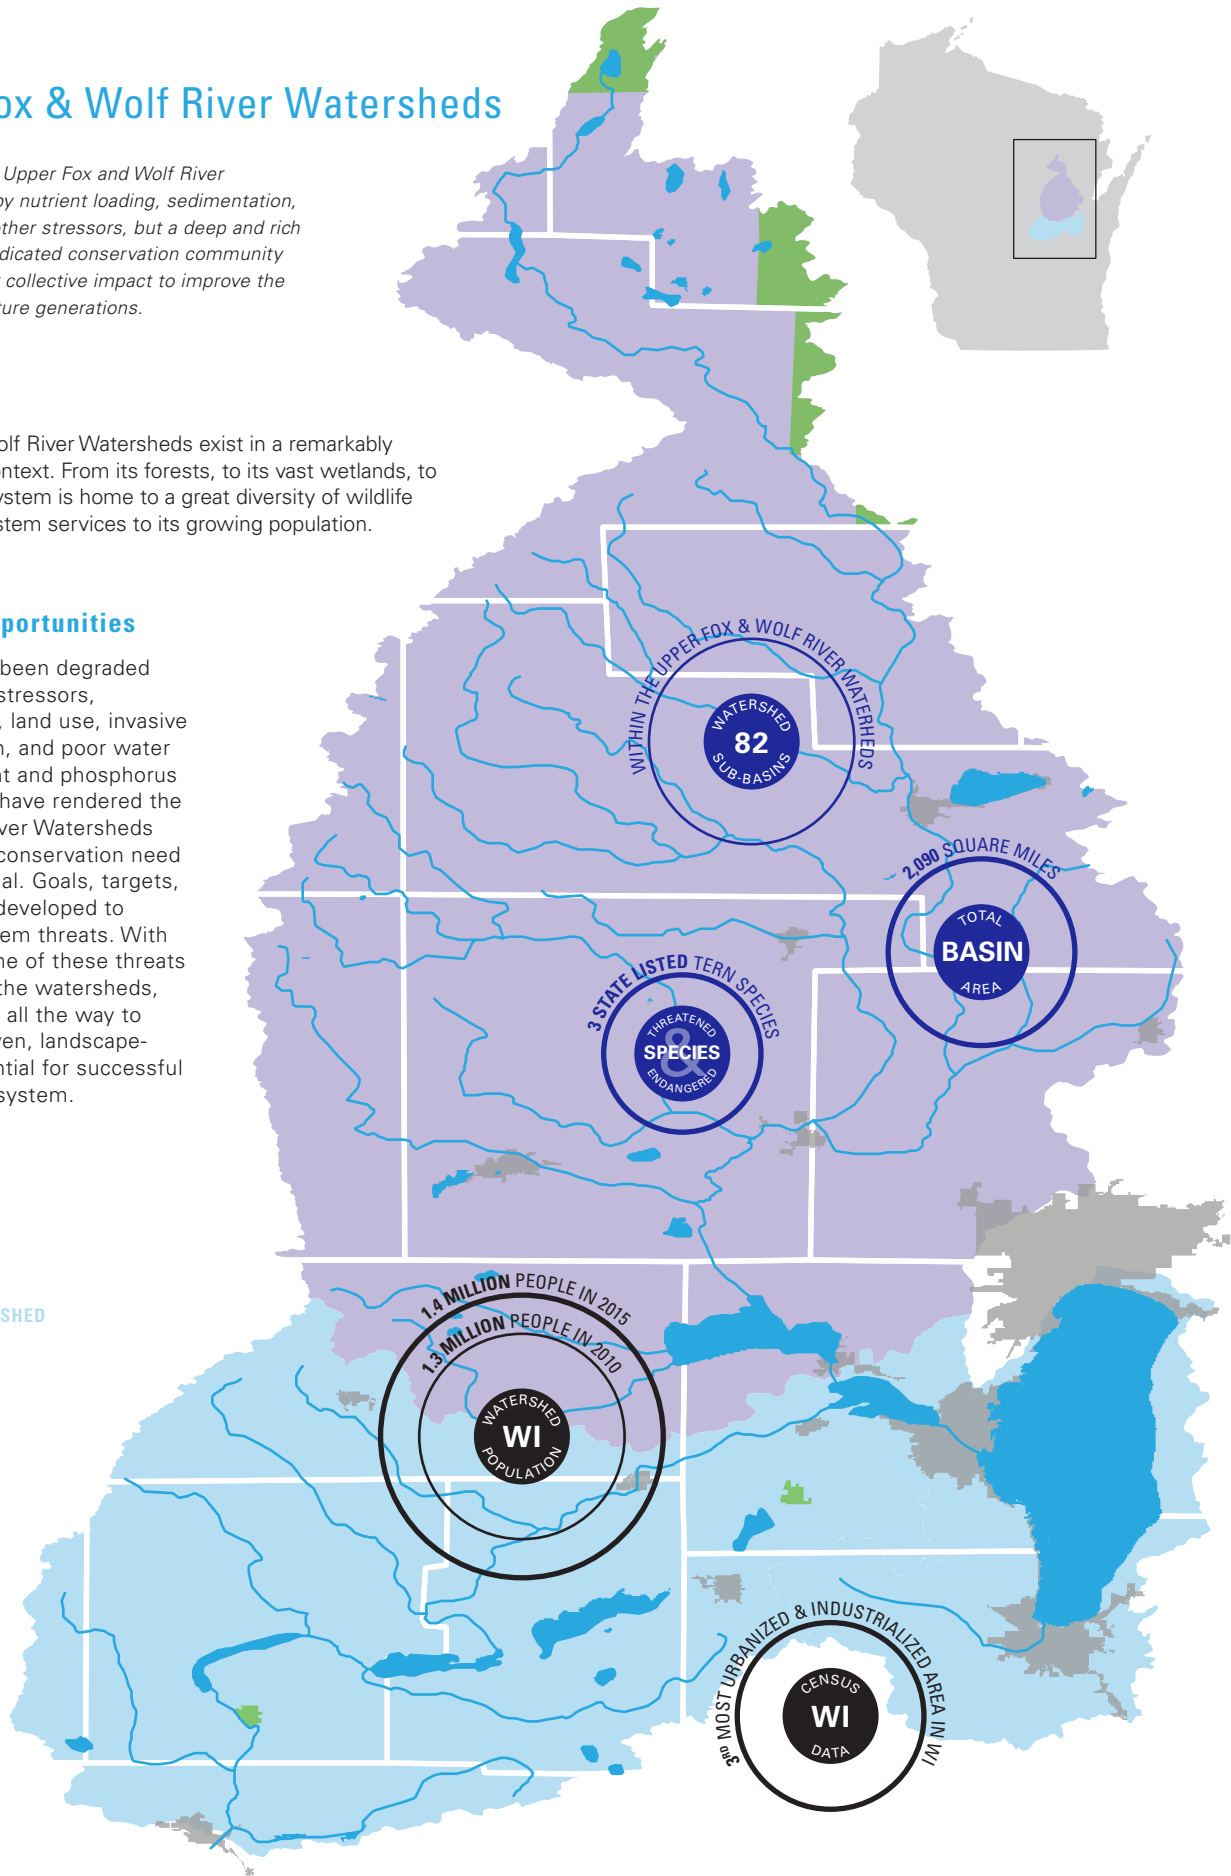 ox & Wolf River Watersheds
Upper Fox and Wolf River
by nutrient loading, sedimentation,
ther stressors, but a deep and rich
dicated conservation community
collective impact to improve the
ture generations.
olf River Watersheds exist in a remarkably
ontext. From its forests, to its vast wetlands, to
ystem is home to a great diversity of wildlife
stem services to its growing population.
portunities
been degraded
stressors,
, land use, invasive
n, and poor water
nt and phosphorus
have rendered the
ver Watersheds
conservation need
al. Goals, targets,
developed to
em threats. With
ne of these threats
the watersheds,
all the way to
ven, landscape-
ntial for successful
system.
SHED
WITHIN THE UPPER FOX & WOLF RIVER WATERHEDS
WATERSHED
82
SUB-BASINS
2,090 SQUARE MILES
TOTAL
BASIN
AREA
3 STATE LISTED TERN SPECIES
THREATENED
&
SPECIES
ENDANGERED
1.4 MILLION PEOPLE IN 2015
1.3 MILLION PEOPLE IN 2010
WATERSHED
WI
POPULATION
3RD MOST URBANIZED & INDUSTRIALIZED AREA IN WI
CENSUS
WI
DATA